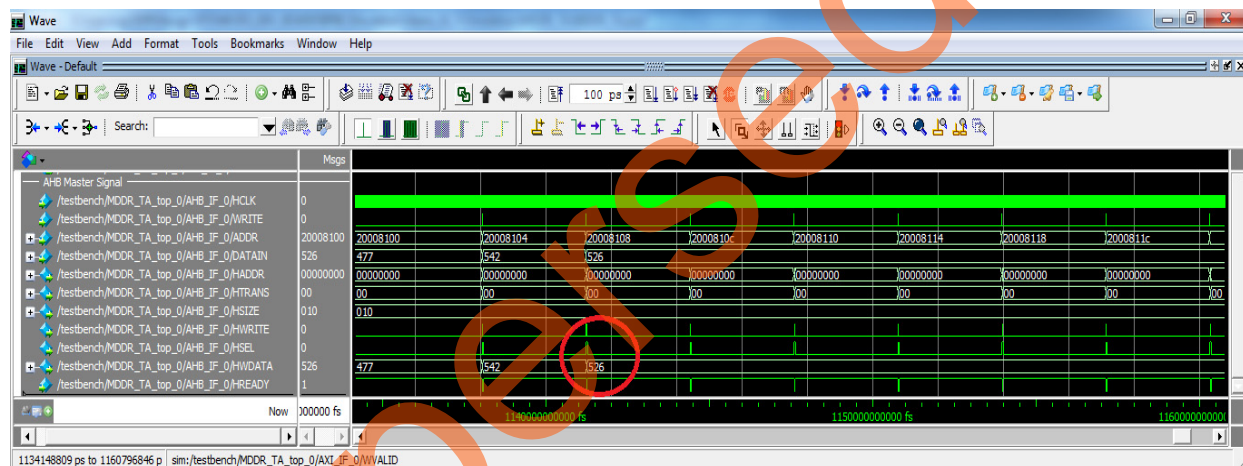 Wave
File Edit View Add Format Tools Bookmarks Window Help
Wave - Default
100 ps
Search:
Msgs
AHB Master Signal
/testbench/MDDR_TA_top_0/AHB_IF_0/HCLK 0
/testbench/MDDR_TA_top_0/AHB_IF_0/WRITE 0
/testbench/MDDR_TA_top_0/AHB_IF_0/ADDR 20008100 20008100 20008104 20008108 2000810c 20008110 20008114 20008118 2000811c
/testbench/MDDR_TA_top_0/AHB_IF_0/DATAIN 526 477 542 526
/testbench/MDDR_TA_top_0/AHB_IF_0/HADDR 00000000 00000000 00000000 00000000 00000000 00000000 00000000 00000000 00000000
/testbench/MDDR_TA_top_0/AHB_IF_0/HTRANS 00 00 00 00 00 00 00 00 00 00
/testbench/MDDR_TA_top_0/AHB_IF_0/HSIZE 010 010
/testbench/MDDR_TA_top_0/AHB_IF_0/HWRITE 0
/testbench/MDDR_TA_top_0/AHB_IF_0/HSEL 0
/testbench/MDDR_TA_top_0/AHB_IF_0/HWDATA 526 477 542 526
/testbench/MDDR_TA_top_0/AHB_IF_0/HREADY 1
Now 000000 fs 1140000000000 fs 1150000000000 fs
1134148809 ps to 1160796846 p sim:/testbench/MDDR_TA_top_0/AXI_IF_0/WVALID